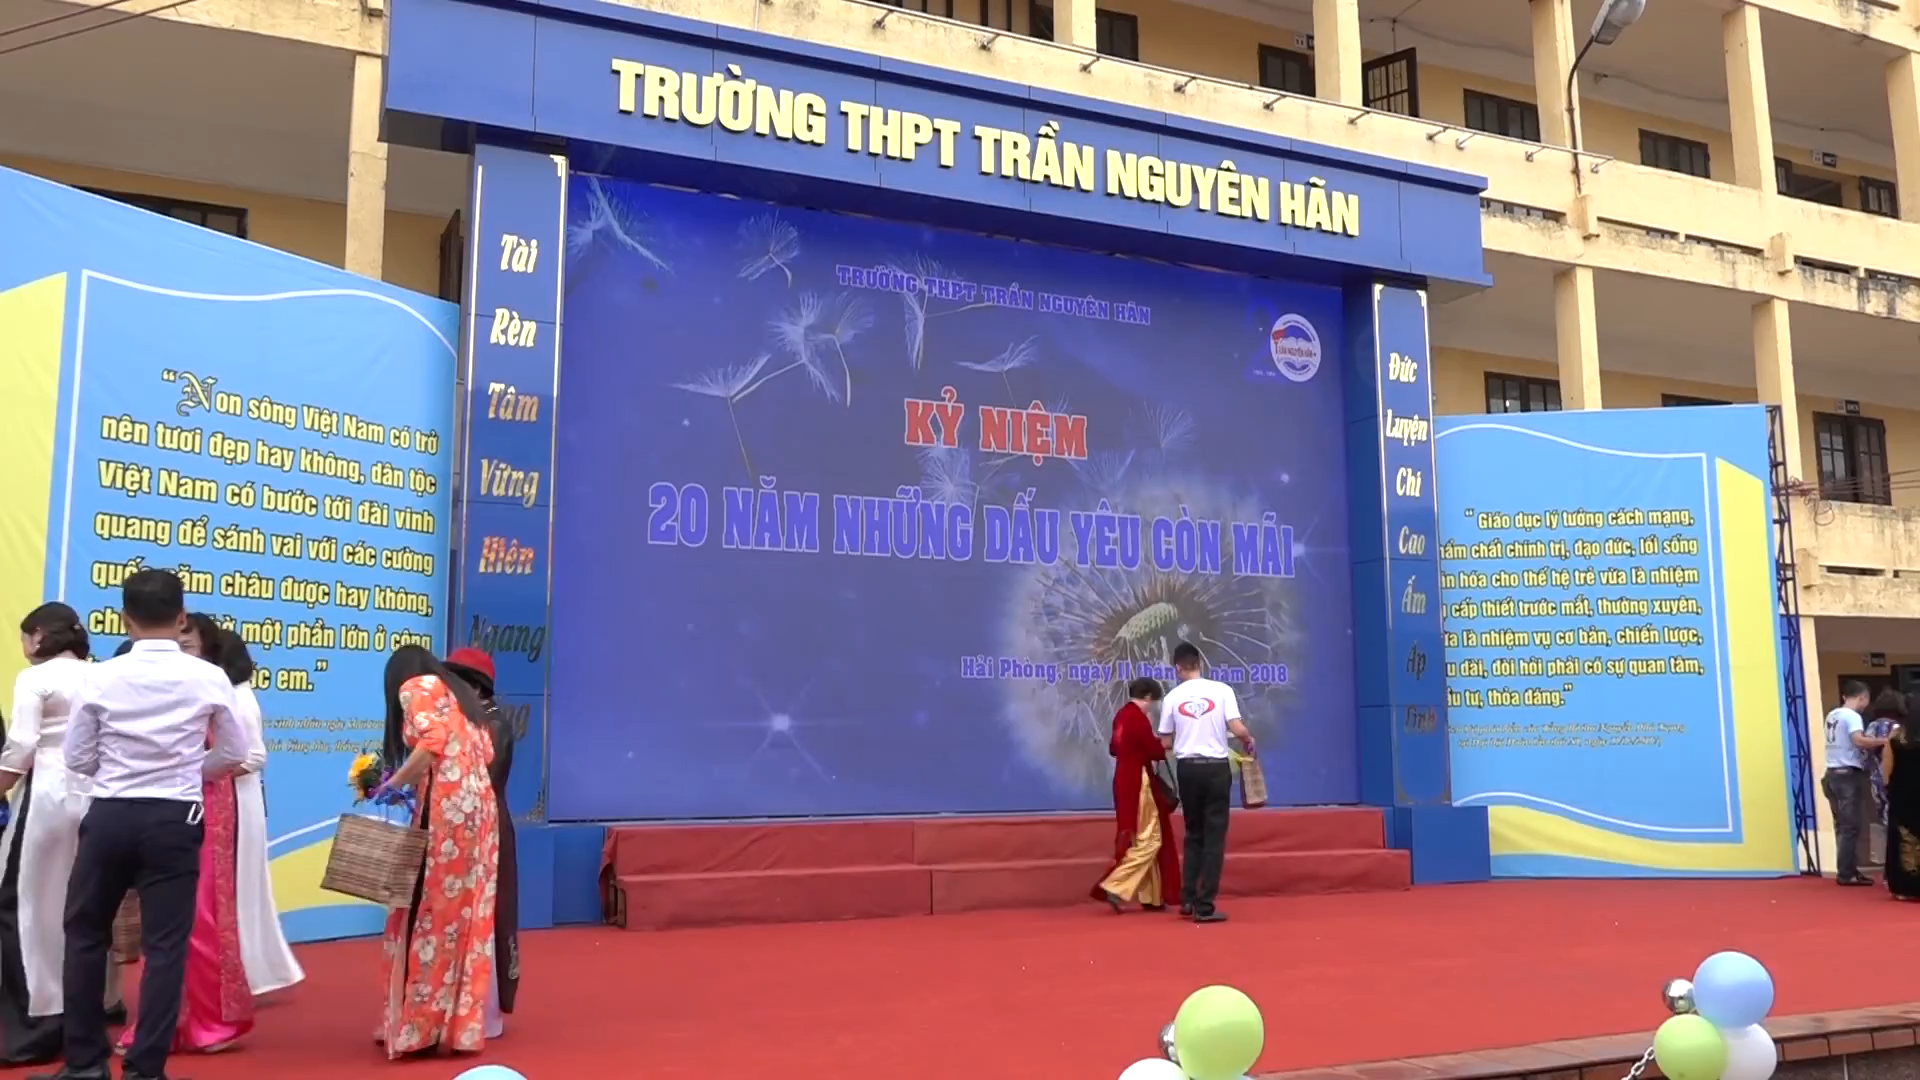 TRƯỜNG THPT TRẦN NGUYÊN HÃN
Tài
Rèn
Tâm
Vững
Hiên
Ngang
TRƯỜNG THPT TRẦN NGUYÊN HÃN
KỶ NIỆM
20 NĂM NHỮNG DẤU YÊU CÒN MÃI
Hải Phòng, ngày 11 năm 2018
Đức
Luyện
Chí
Cao
Ấm
Áp
Tình
“Non sông Việt Nam có trở
nên tươi đẹp hay không, dân tộc
Việt Nam có bước tới đài vinh
quang để sánh vai với các cường
quốc năm châu được hay không,
một phần lớn ở công
các em.”
“ Giáo dục lý tưởng cách mạng,
phẩm chất chính trị, đạo đức, lối sống
hóa cho thế hệ trẻ vừa là nhiệm
cấp thiết trước mắt, thường xuyên,
là nhiệm vụ cơ bản, chiến lược,
dài, đòi hỏi phải có sự quan tâm,
tư, thỏa đáng.”